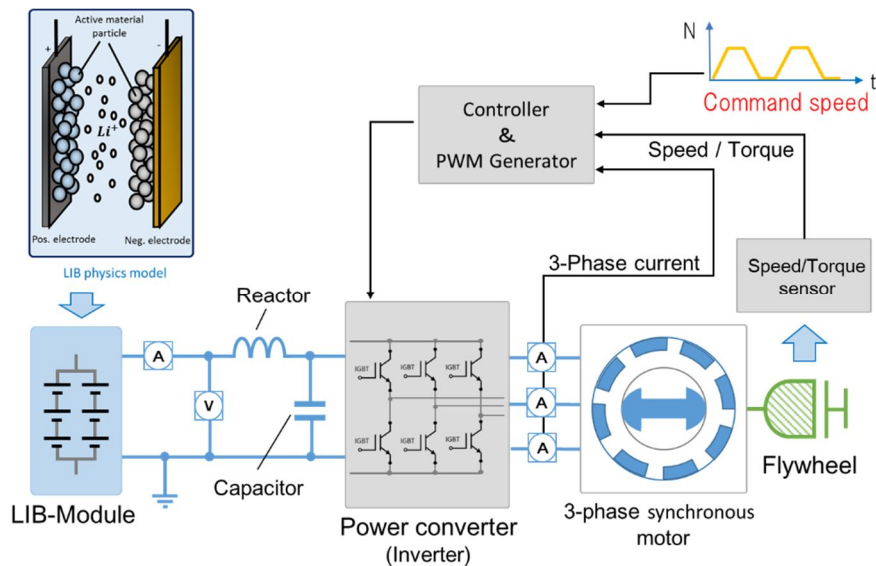 Active material
particle
+
-
Li⁺
Pos. electrode
Neg. electrode
LIB physics model
N
t
Command speed
Controller
&
PWM Generator
Speed / Torque
3-Phase current
Speed/Torque
sensor
Reactor
A
V
Capacitor
LIB-Module
IGBT
IGBT
IGBT
IGBT
IGBT
IGBT
Power converter
(Inverter)
A
A
A
3-phase synchronous
motor
Flywheel